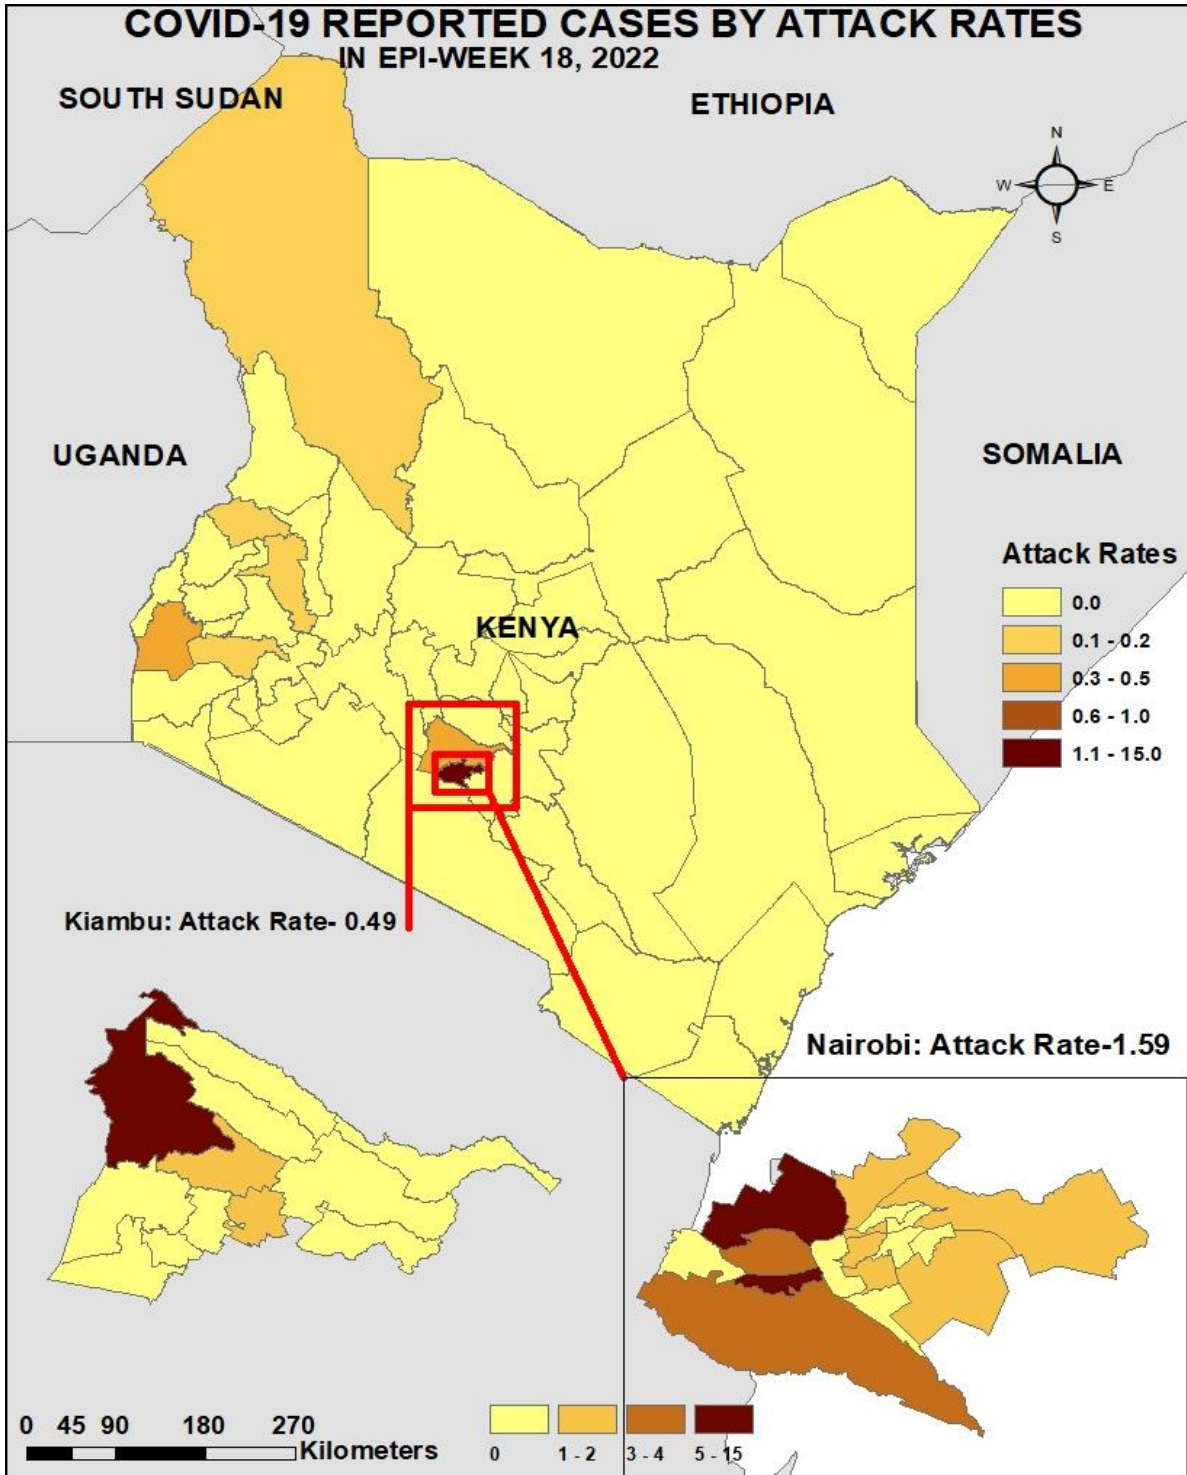 COVID-19 REPORTED CASES BY ATTACK RATES
IN EPI-WEEK 18, 2022
SOUTH SUDAN
ETHIOPIA
N
W E
S
UGANDA
SOMALIA
Attack Rates
0.0
0.1 - 0.2
0.3 - 0.5
0.6 - 1.0
1.1 - 15.0
KENYA
Kiambu: Attack Rate- 0.49
Nairobi: Attack Rate-1.59
0 45 90 180 270
Kilometers
0 1 - 2 3 - 4 5 - 15